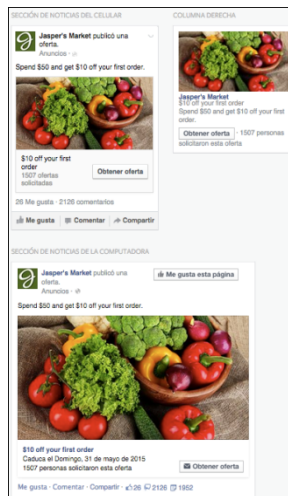 SECCIÓN DE NOTICIAS DEL CELULAR
Jasper's Market publicó una
oferta.
Anuncios
Spend $50 and get $10 off your first order.
$10 off your first
order
1507 ofertas
solicitadas
Obtener oferta
26 Me gusta · 2126 comentarios
Me gusta
Comentar
Compartir
COLUMNA DERECHA
Jasper's Market
$10 off your first order
Spend $50 and get $10 off your first
order.
Obtener oferta · 1507 personas
solicitaron esta oferta
SECCIÓN DE NOTICIAS DE LA COMPUTADORA
Jasper's Market publicó una
oferta.
Anuncios
Me gusta esta página
Spend $50 and get $10 off your first order.
$10 off your first order
Caduca el Domingo, 31 de mayo de 2015
1507 personas solicitaron esta oferta
Obtener oferta
Me gusta · Comentar · Compartir · 26 2126 1952